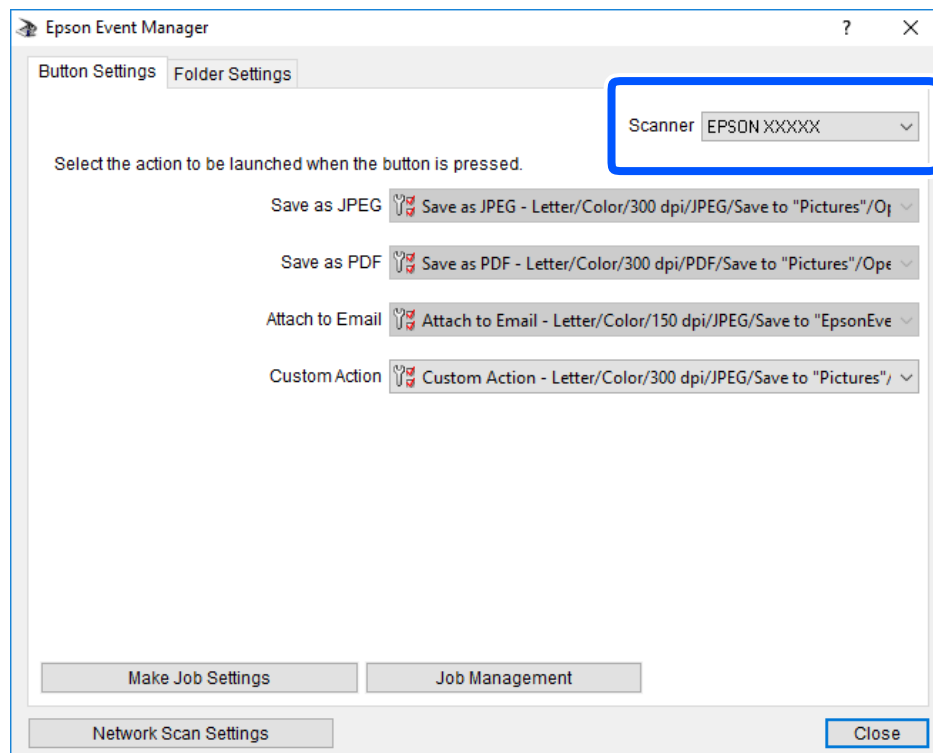 Epson Event Manager
Button Settings Folder Settings
Scanner EPSON XXXXX
Select the action to be launched when the button is pressed.
Save as JPEG Save as JPEG - Letter/Color/300 dpi/JPEG/Save to "Pictures"/Op
Save as PDF Save as PDF - Letter/Color/300 dpi/PDF/Save to "Pictures"/Ope
Attach to Email Attach to Email - Letter/Color/150 dpi/JPEG/Save to "EpsonEve
Custom Action Custom Action - Letter/Color/300 dpi/JPEG/Save to "Pictures"/
Make Job Settings Job Management
Network Scan Settings Close